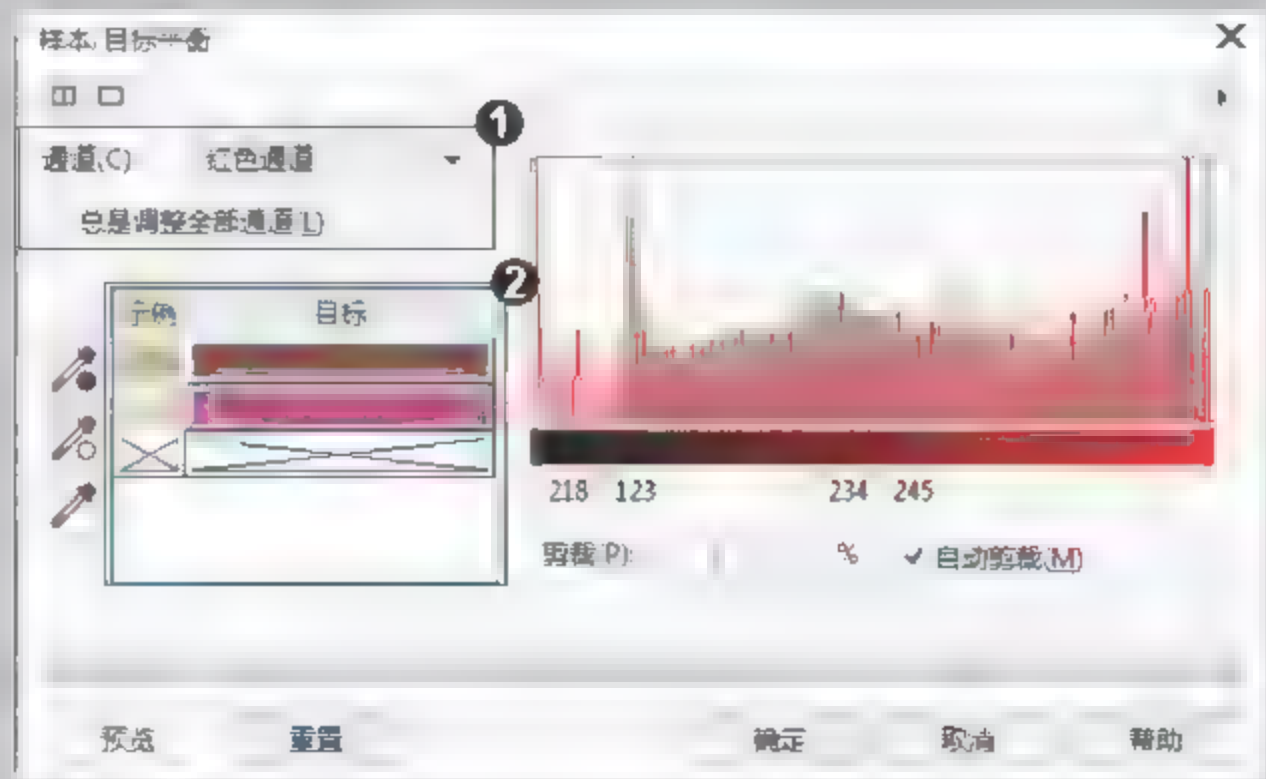 样本/目标平衡
1
通道(C) 红色通道
总是调整全部通道(L)
2
示例 目标
218 123 234 245
剪裁(P): % 自动剪裁(M)
预览 重置 确定 取消 帮助